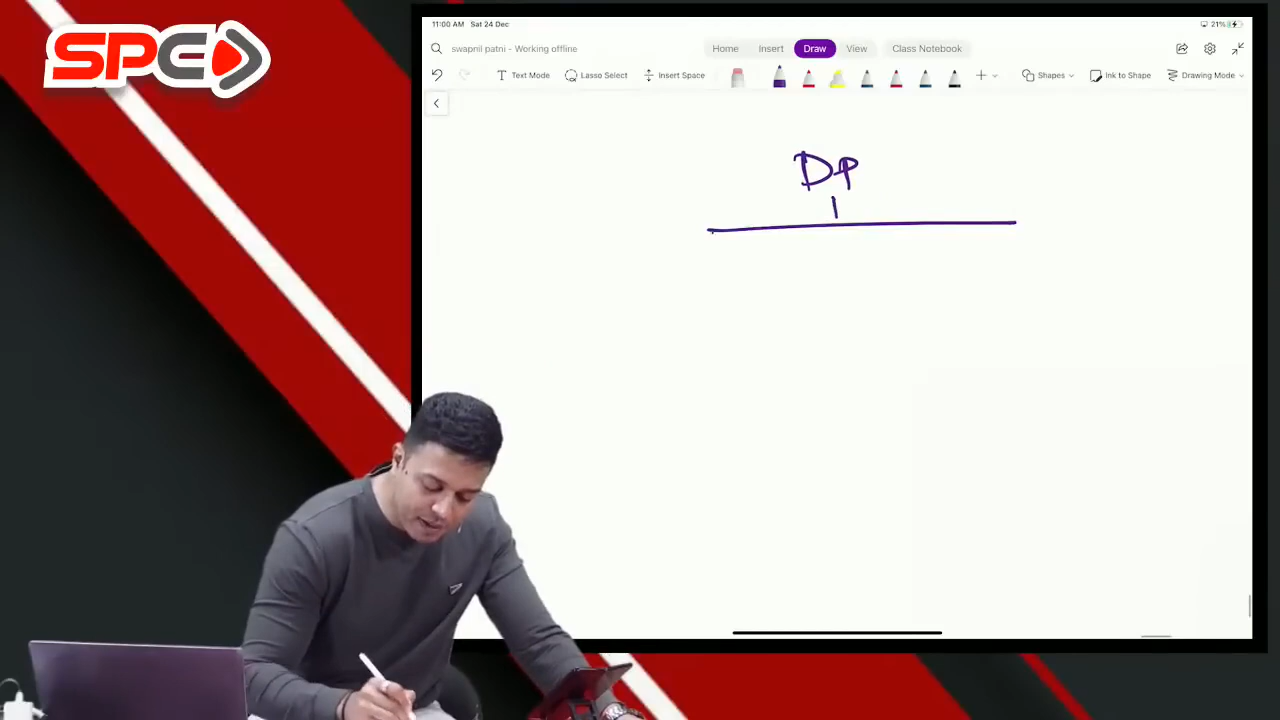 SPC
11:00 AM Sat 24 Dec
21%
swapnil patni - Working offline
Home Insert Draw View Class Notebook
Text Mode Lasso Select Insert Space Shapes Ink to Shape Drawing Mode
DP